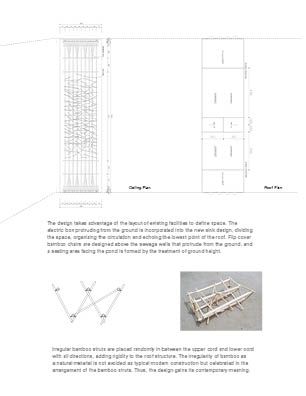 Ceiling Plan
Roof Plan
The design takes advantage of the layout of existing facilities to define space. The
electric box protruding from the ground is incorporated into the new sink design, dividing
the space, organizing the circulation and echoing the lowest point of the roof. Flip cover
bamboo chairs are designed above the sewage wells that protrude from the ground, and
a seating area facing the pond is formed by the treatment of ground height.
Irregular bamboo struts are placed randomly in between the upper cord and lower cord
with all directions, adding rigidity to the roof structure. The irregularity of bamboo as
a natural material is not avoided as typical modern construction but celebrated in the
arrangement of the bamboo struts. Thus, the design gains its contemporary meaning.